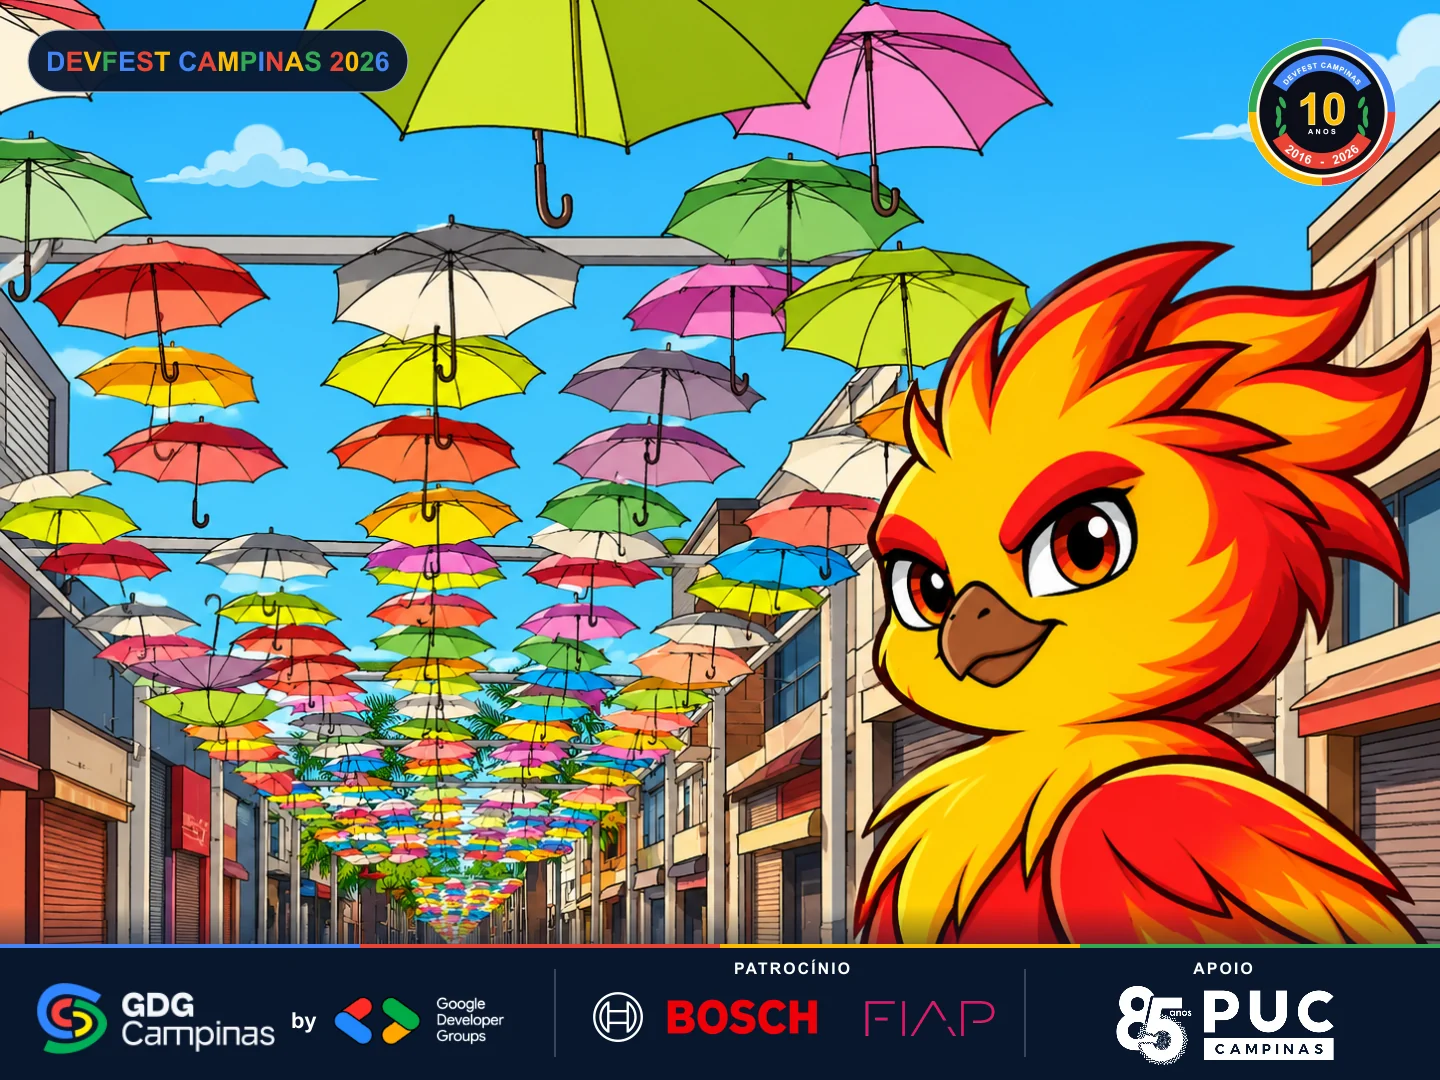 DEVFEST CAMPINAS 2026
DEVFEST CAMPINAS
10
ANOS
2016 - 2026
GDG
Campinas
by
Google
Developer
Groups
PATROCÍNIO
BOSCH
FIAP
APOIO
85 anos
PUC
CAMPINAS